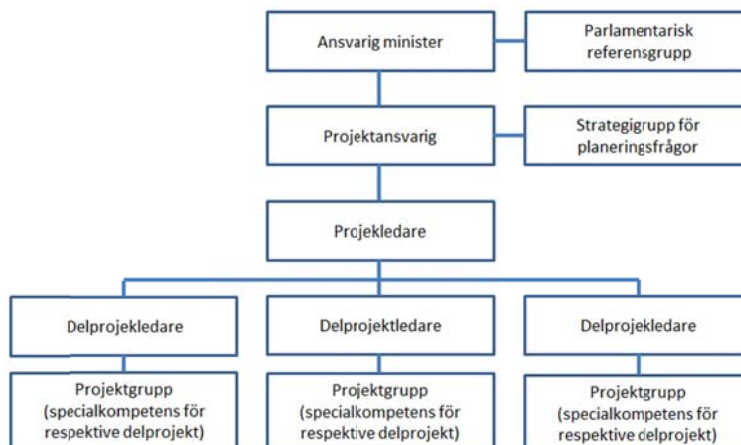 Ansvarig minister
Parlamentarisk
referensgrupp
Projektansvarig
Strategigrupp för
planeringsfrågor
Projekledare
Delprojekledare
Delprojektledare
Delprojekledare
Projektgrupp
(specialkompetens för
respektive delprojekt)
Projektgrupp
(specialkompetens för
respektive delprojekt)
Projektgrupp
(specialkompetens för
respektive delprojekt)